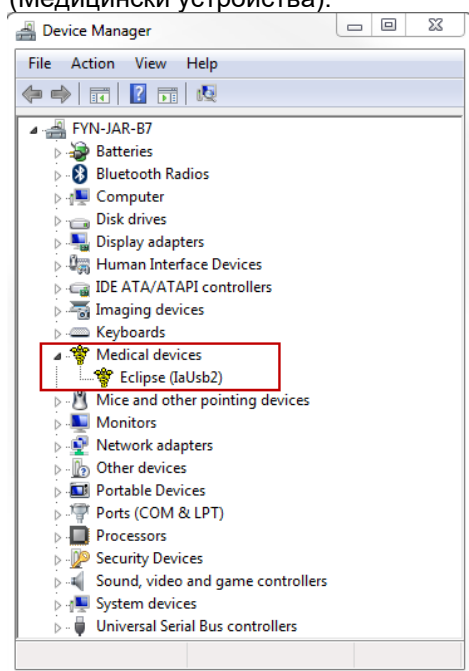 (Медицински устройства).
Device Manager
File Action View Help
FYN-JAR-B7
Batteries
Bluetooth Radios
Computer
Disk drives
Display adapters
Human Interface Devices
IDE ATA/ATAPI controllers
Imaging devices
Keyboards
Medical devices
Eclipse (IaUsb2)
Mice and other pointing devices
Monitors
Network adapters
Other devices
Portable Devices
Ports (COM & LPT)
Processors
Security Devices
Sound, video and game controllers
System devices
Universal Serial Bus controllers